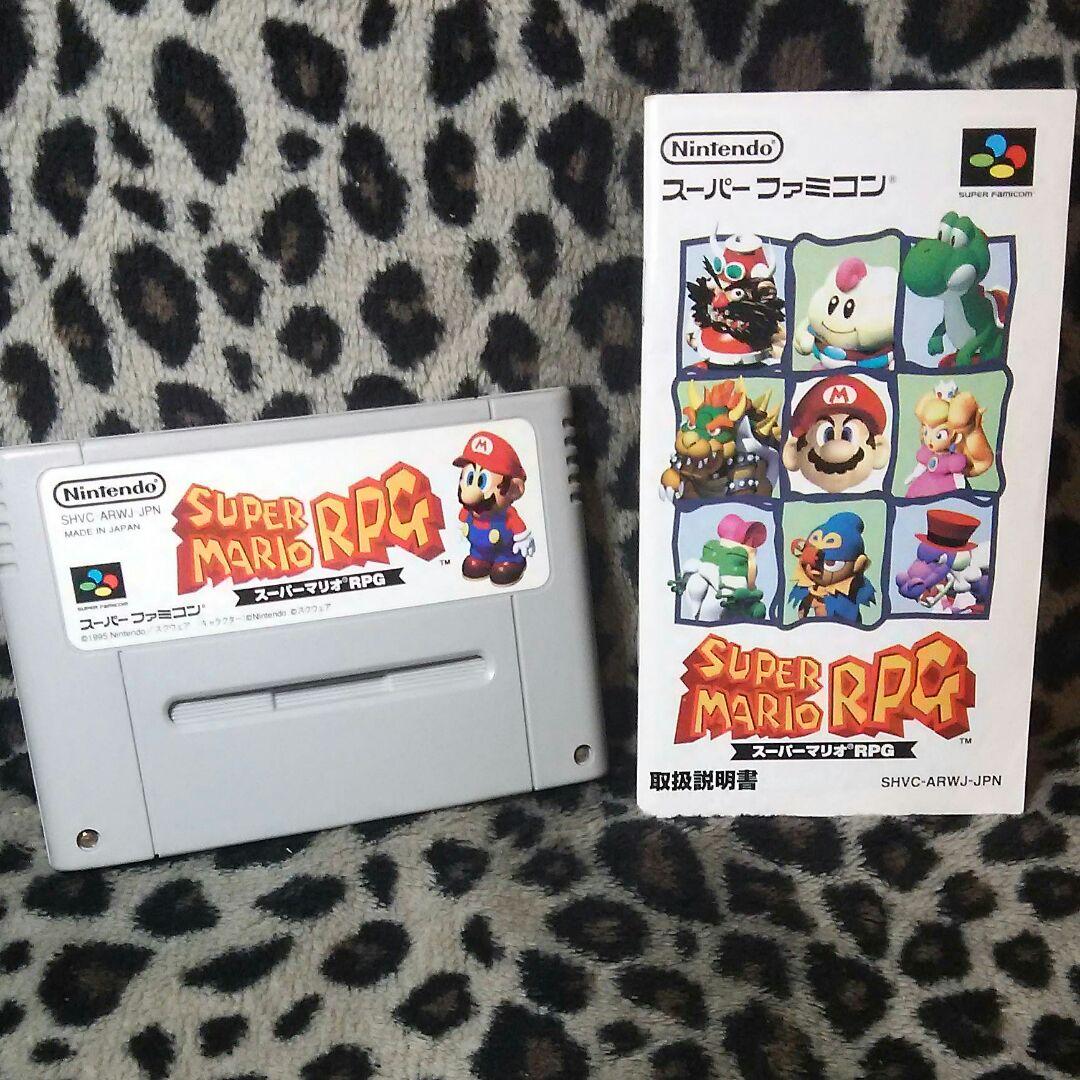 Nintendo
SHVC-ARWJ-JPN
MADE IN JAPAN
SUPER FAMICOM
スーパーファミコン®
©1995 Nintendo/スクウェア キャラクター:©Nintendo ©スクウェア
SUPER
MARIO RPG
™
スーパーマリオ®RPG
M
Nintendo®
スーパーファミコン®
SUPER FAMICOM
M
SUPER
MARIO RPG
™
スーパーマリオ®RPG
取扱説明書
SHVC-ARWJ-JPN